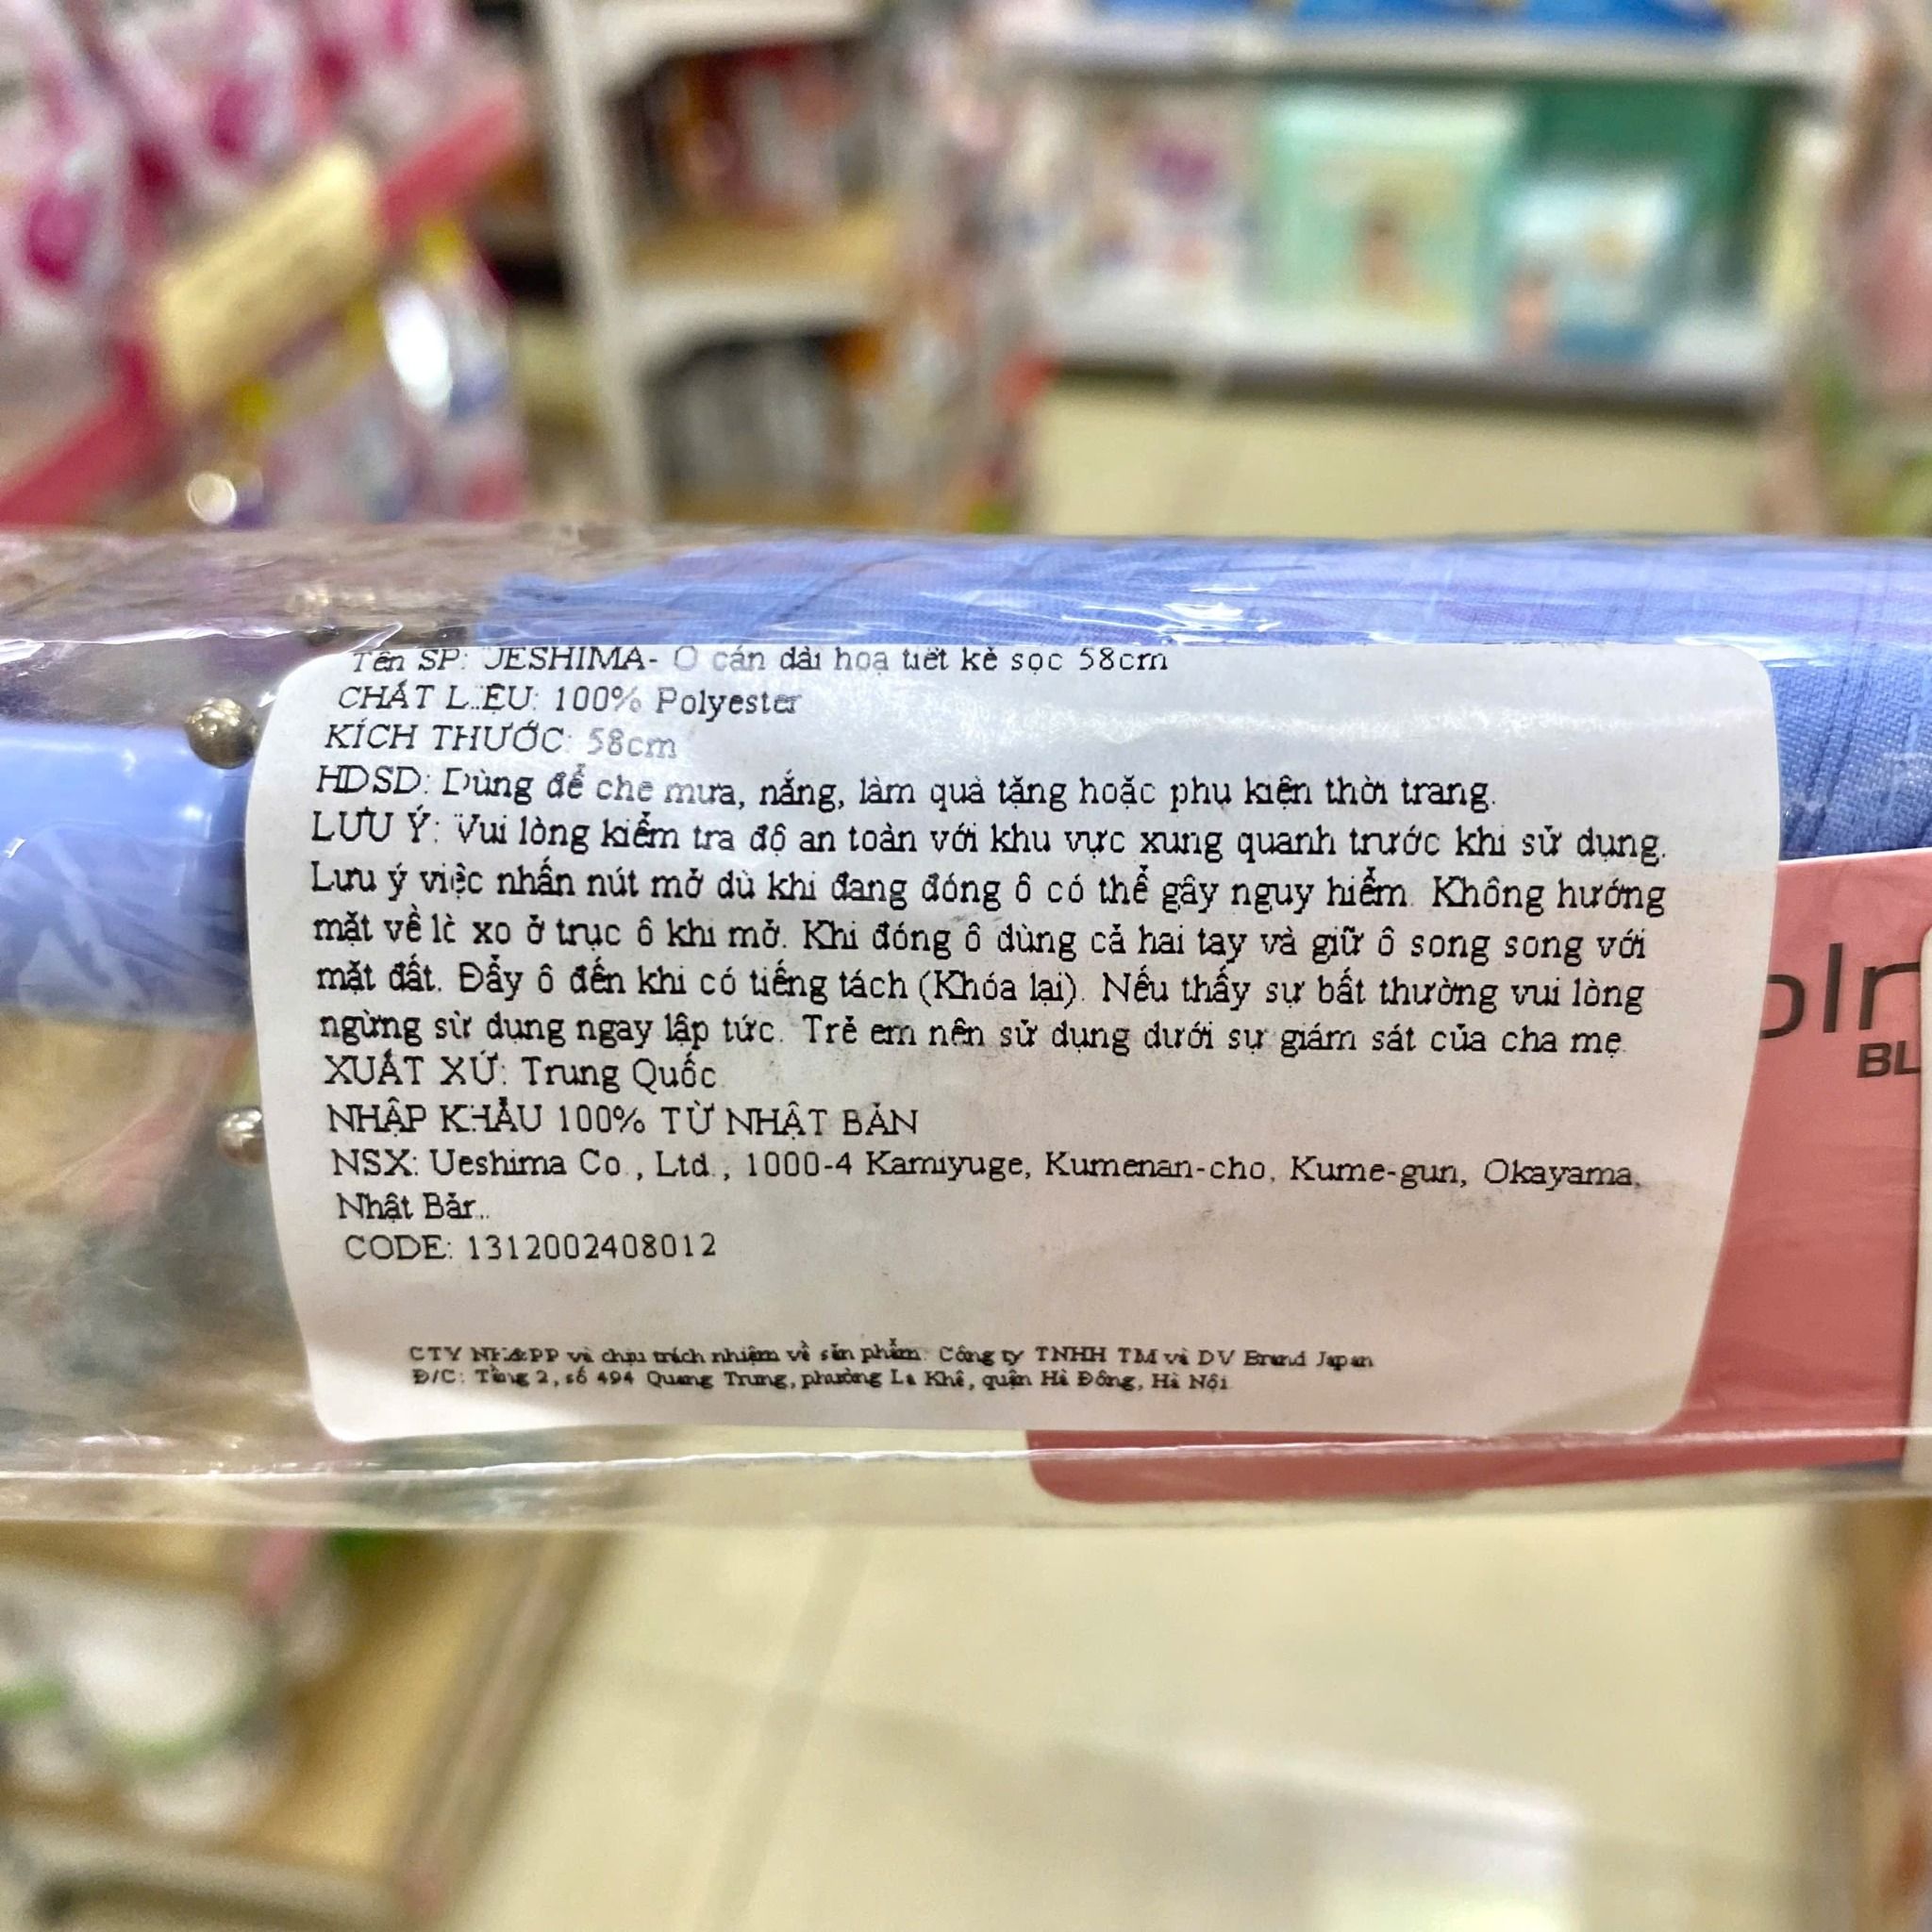 Tên SP: UESHIMA- Ô cán dài họa tiết kẻ sọc 58cm
CHẤT LIỆU: 100% Polyester
KÍCH THƯỚC: 58cm
HDSD: Dùng để che mưa, nắng, làm quà tặng hoặc phụ kiện thời trang.
LƯU Ý: Vui lòng kiểm tra độ an toàn với khu vực xung quanh trước khi sử dụng.
Lưu ý việc nhấn nút mở dù khi đang đóng ô có thể gây nguy hiểm. Không hướng
mặt về lò xo ở trục ô khi mở. Khi đóng ô dùng cả hai tay và giữ ô song song với
mặt đất. Đẩy ô đến khi có tiếng tách (Khóa lại). Nếu thấy sự bất thường vui lòng
ngừng sử dụng ngay lập tức. Trẻ em nên sử dụng dưới sự giám sát của cha mẹ.
XUẤT XỨ: Trung Quốc
NHẬP KHẨU 100% TỪ NHẬT BẢN
NSX: Ueshima Co., Ltd., 1000-4 Kamiyuge, Kumenan-cho, Kume-gun, Okayama,
Nhật Bản.
CODE: 1312002408012
CTY NK&PP và chịu trách nhiệm về sản phẩm: Công ty TNHH TM và DV Brand Japan
Đ/C: Tầng 2, số 494 Quang Trung, phường La Khê, quận Hà Đông, Hà Nội
BL